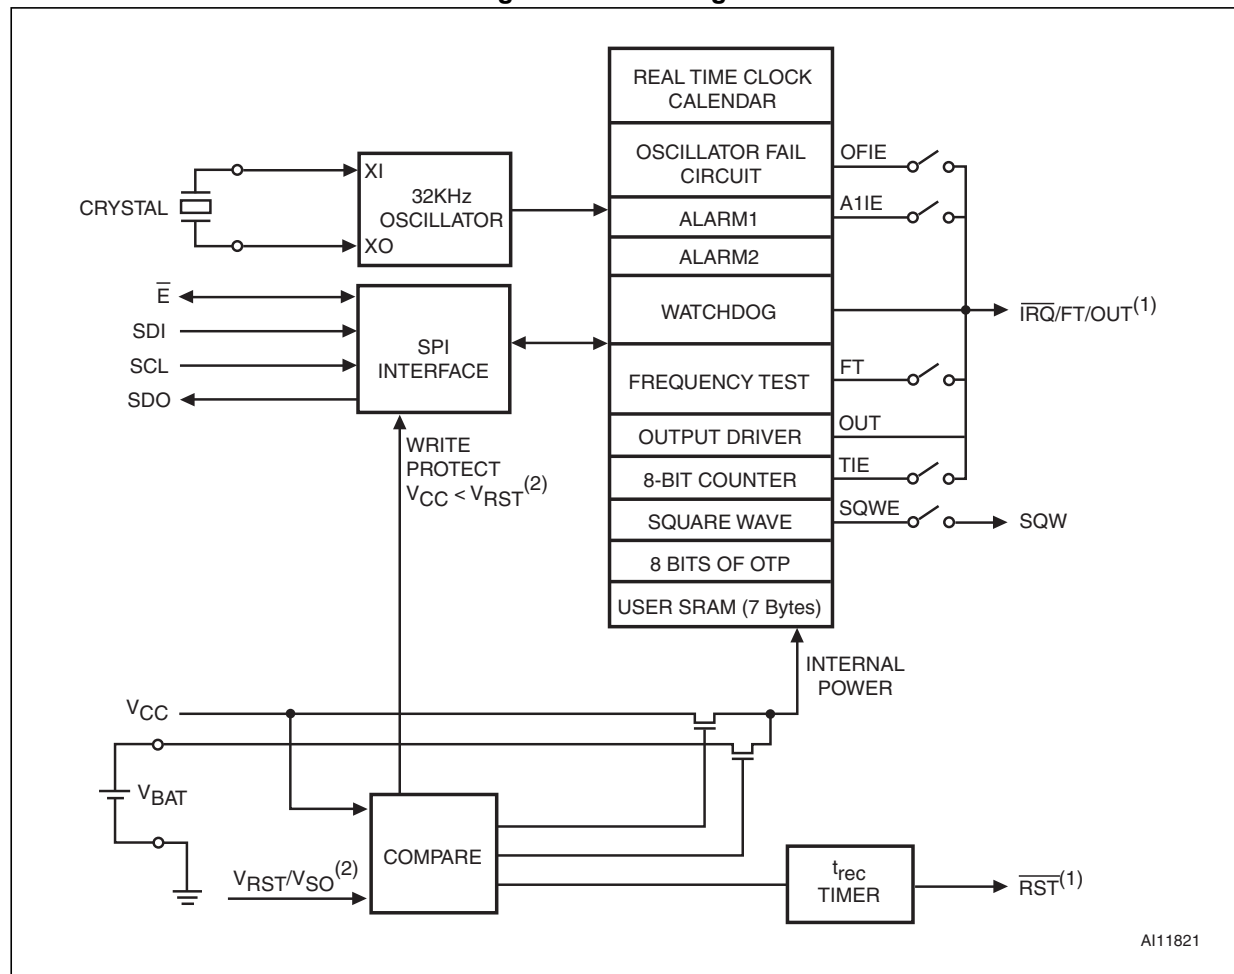 REAL TIME CLOCK
CALENDAR
OSCILLATOR FAIL
CIRCUIT
OFIE
XI
32KHz
OSCILLATOR
XO
CRYSTAL
ALARM1
A1IE
ALARM2
E
SDI
SCL
SDO
SPI
INTERFACE
WATCHDOG
IRQ/FT/OUT(1)
FREQUENCY TEST
FT
OUTPUT DRIVER
OUT
8-BIT COUNTER
TIE
SQUARE WAVE
SQWE
SQW
8 BITS OF OTP
USER SRAM (7 Bytes)
WRITE
PROTECT
VCC < VRST(2)
INTERNAL
POWER
VCC
VBAT
COMPARE
VRST/VSO(2)
trec
TIMER
RST(1)
AI11821